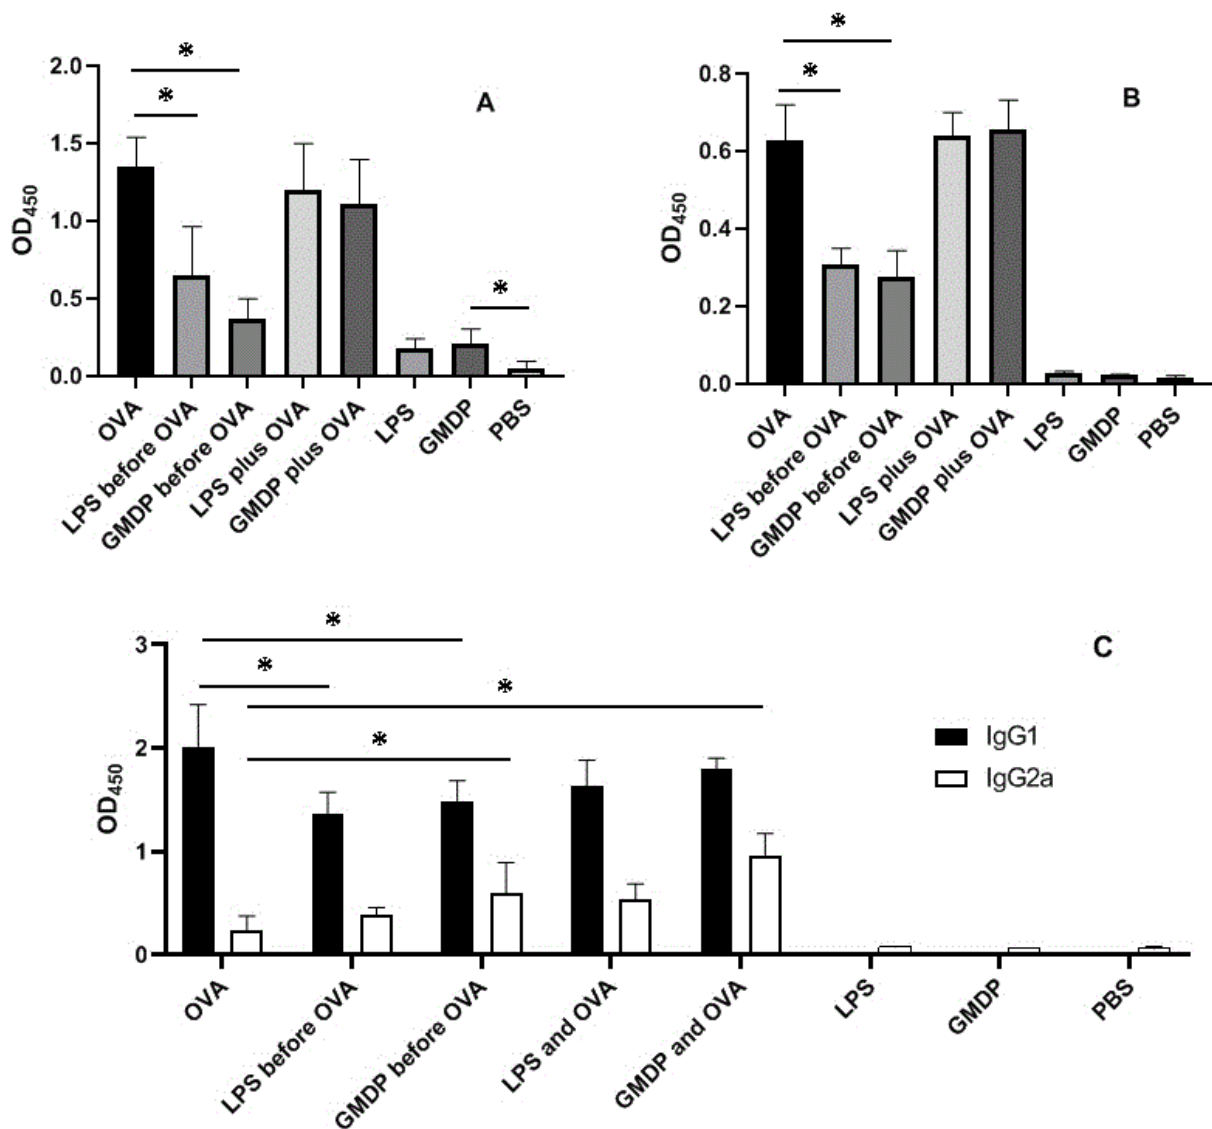 A
OD450
2.0
1.5
1.0
0.5
0.0
*
*
*
OVA
LPS before OVA
GMDP before OVA
LPS plus OVA
GMDP plus OVA
LPS
GMDP
PBS
B
OD450
0.8
0.6
0.4
0.2
0.0
*
*
OVA
LPS before OVA
GMDP before OVA
LPS plus OVA
GMDP plus OVA
LPS
GMDP
PBS
C
OD450
3
2
1
0
*
*
*
*
IgG1
IgG2a
OVA
LPS before OVA
GMDP before OVA
LPS and OVA
GMDP and OVA
LPS
GMDP
PBS